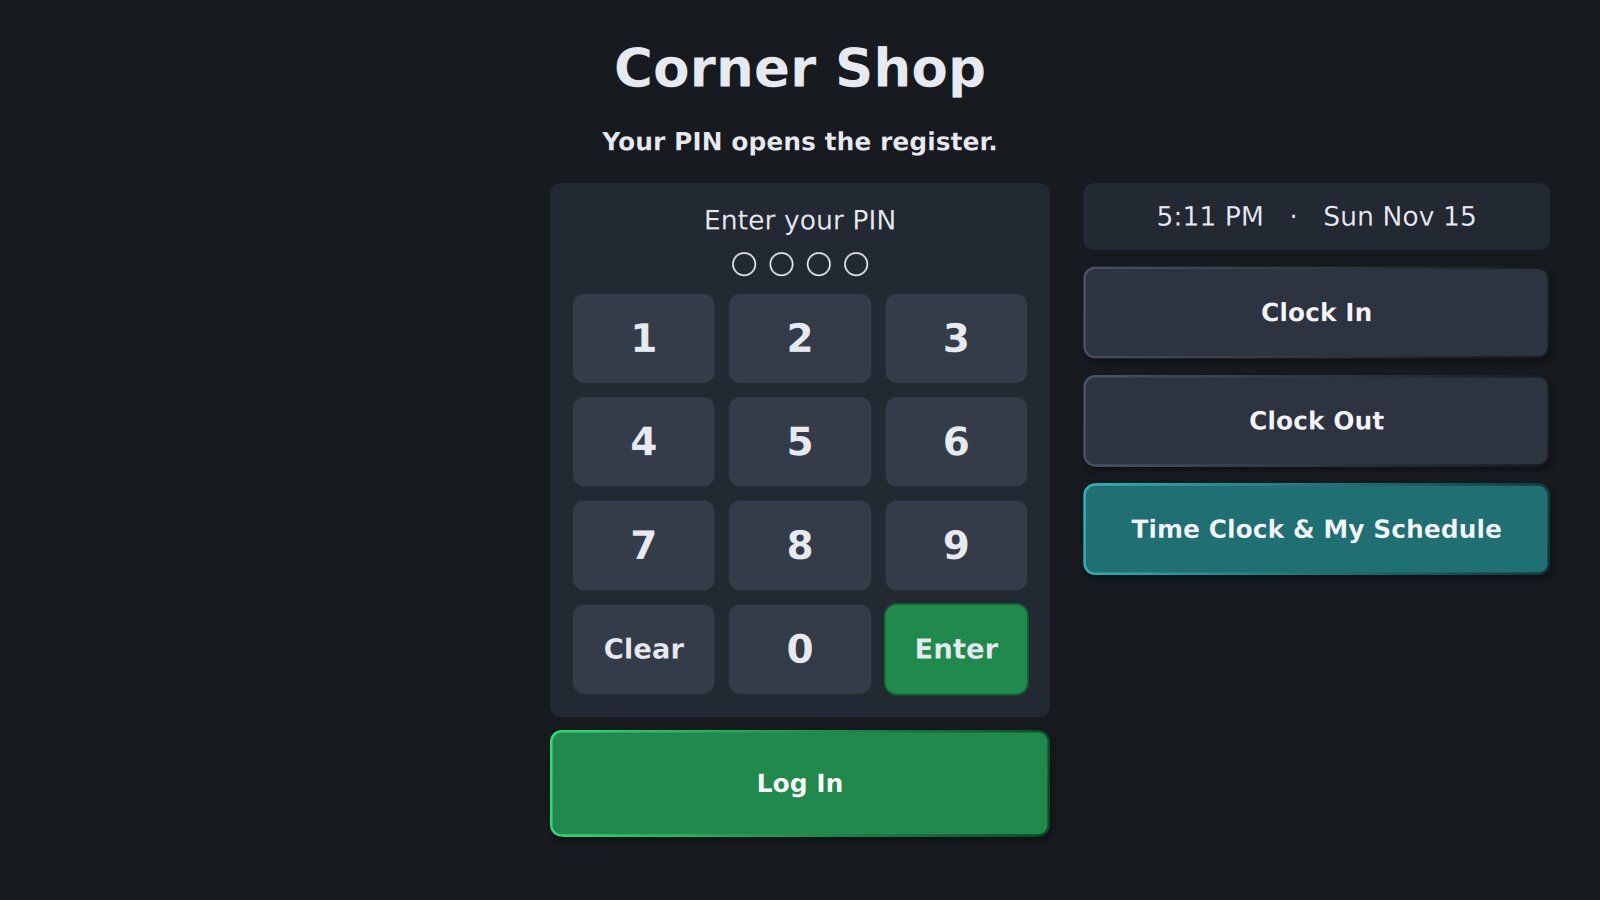 Corner Shop
Your PIN opens the register.
Enter your PIN
1 2 3
4 5 6
7 8 9
Clear 0 Enter
Log In
5:11 PM · Sun Nov 15
Clock In
Clock Out
Time Clock & My Schedule